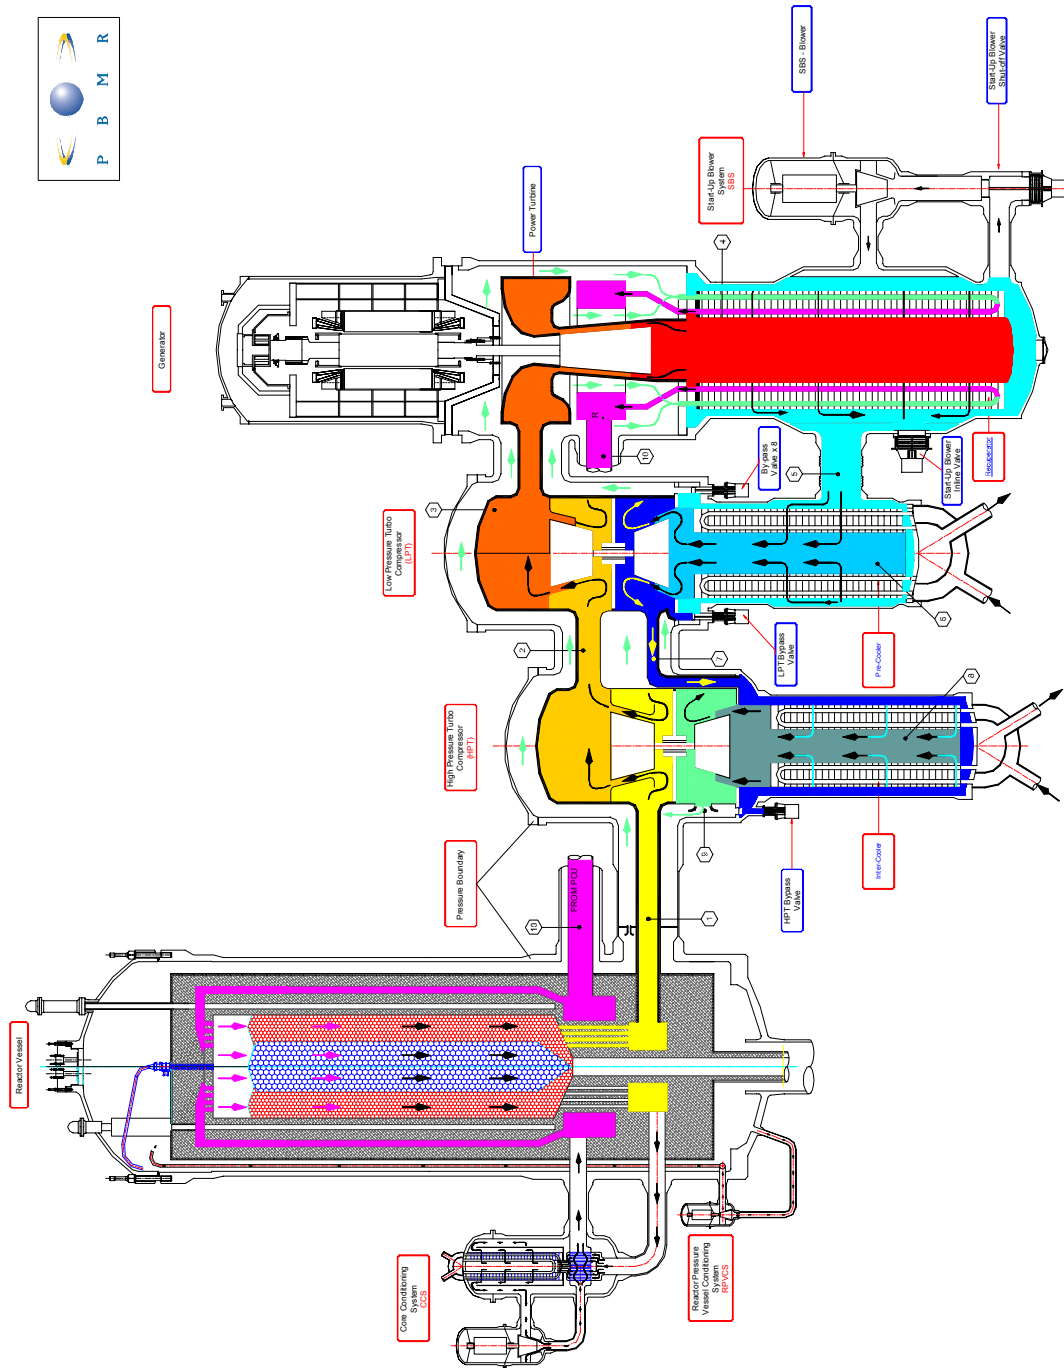 P B M R
Reactor Vessel
Generator
Power Turbine
SBS - Blower
Start-Up Blower
Shut-off Valve
Start-Up Blower
System
SBS
4
3
Low Pressure Turbo
Compressor
(LPT)
2
High Pressure Turbo
Compressor
(HPT)
Pressure Boundary
10
FROM PCU
1
R
10
By-pass
Valve x 8
5
Start-Up Blower
Inline Valve
Recuperator
6
Pre-Cooler
LPT Bypass
Valve
7
8
Inter-Cooler
HPT Bypass
Valve
9
Core Conditioning
System
CCS
Reactor Pressure
Vessel Conditioning
System
RPVCS